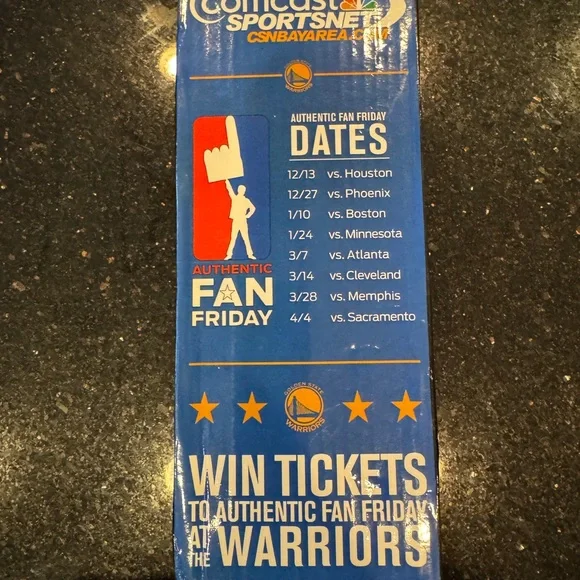 Comcast
SPORTSNET
CSNBAYAREA.COM
AUTHENTIC FAN FRIDAY
DATES
12/13 vs. Houston
12/27 vs. Phoenix
1/10 vs. Boston
1/24 vs. Minnesota
3/7 vs. Atlanta
3/14 vs. Cleveland
3/28 vs. Memphis
4/4 vs. Sacramento
AUTHENTIC
FAN
FRIDAY
GOLDEN STATE
WARRIORS
WIN TICKETS
TO AUTHENTIC FAN FRIDAY
AT THE WARRIORS